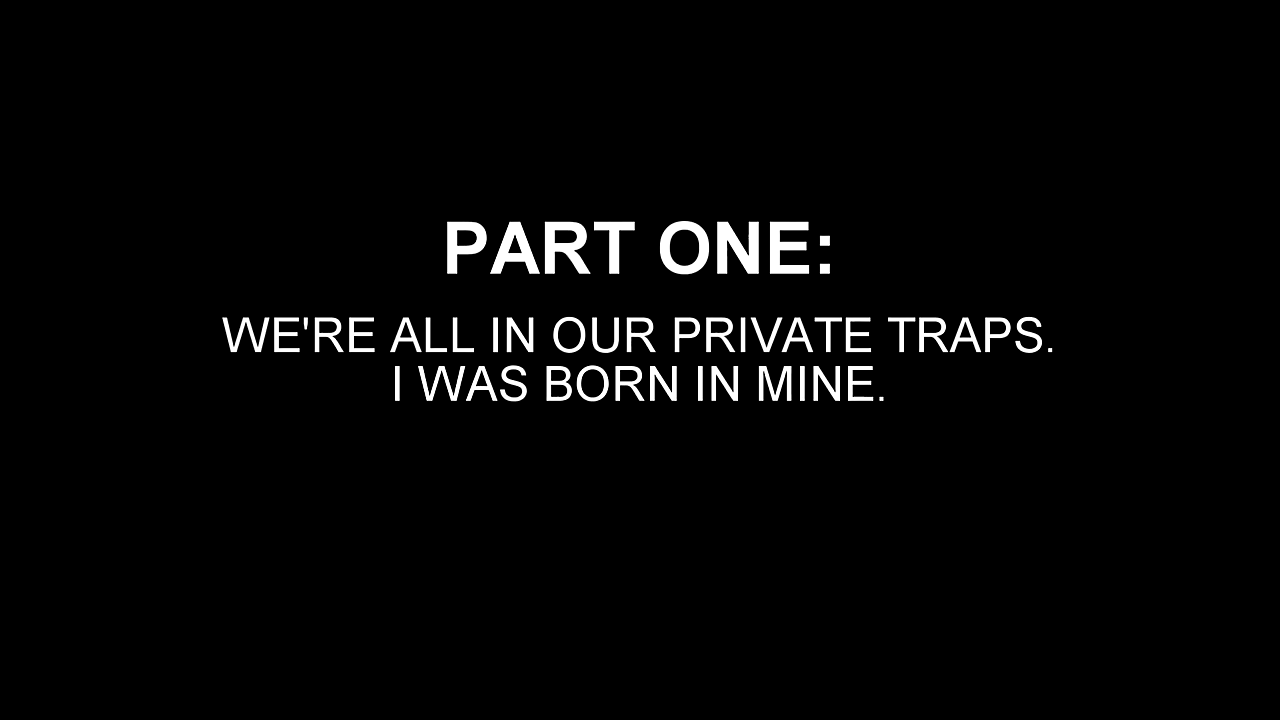 PART ONE:
WE'RE ALL IN OUR PRIVATE TRAPS.
I WAS BORN IN MINE.